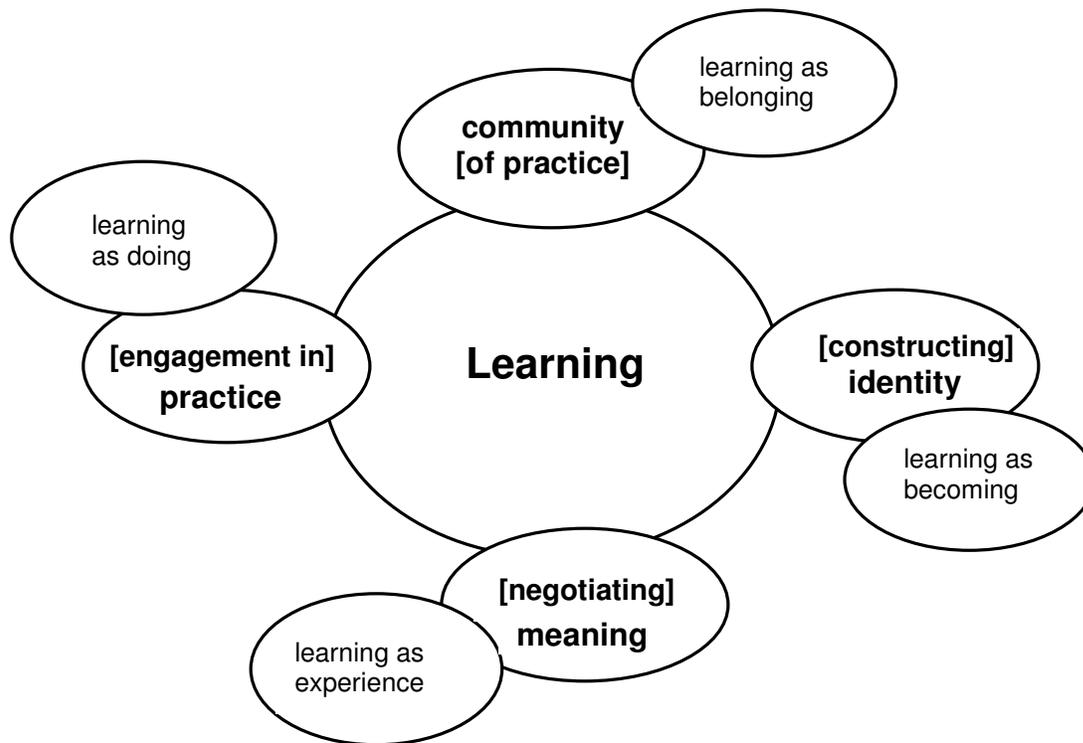 learning as
belonging
community
[of practice]
learning
as doing
[engagement in]
practice
Learning
[constructing]
identity
learning as
becoming
[negotiating]
meaning
learning as
experience